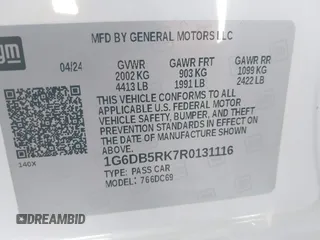 gm
MFD BY GENERAL MOTORS LLC
04/24 GVWR GAWR FRT GAWR RR
2002 KG 903 KG 1099 KG
4413 LB 1991 LB 2422 LB
THIS VEHICLE CONFORMS TO ALL APPLICABLE
U.S. FEDERAL MOTOR VEHICLE
SAFETY, BUMPER, AND THEFT
PREVENTION STANDARDS IN EFFECT
ON THE DATE OF MANUFACTURE
SHOWN ABOVE.
1G6DB5RK7R0131116
140X TYPE: PASS CAR
MODEL: 766DC69
DREAMBID